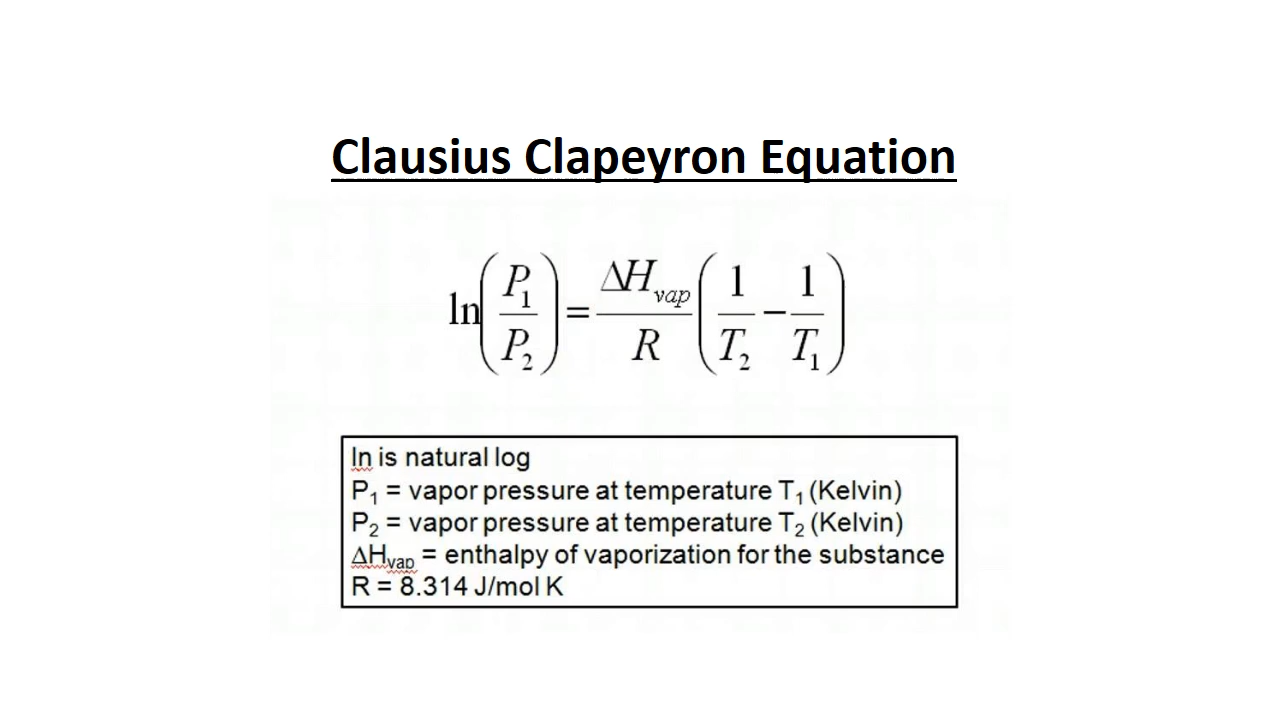 Clausius Clapeyron Equation
ln(P₁/P₂) = ΔHvap/R (1/T₂ − 1/T₁)
ln is natural log
P₁ = vapor pressure at temperature T₁ (Kelvin)
P₂ = vapor pressure at temperature T₂ (Kelvin)
ΔHvap = enthalpy of vaporization for the substance
R = 8.314 J/mol K